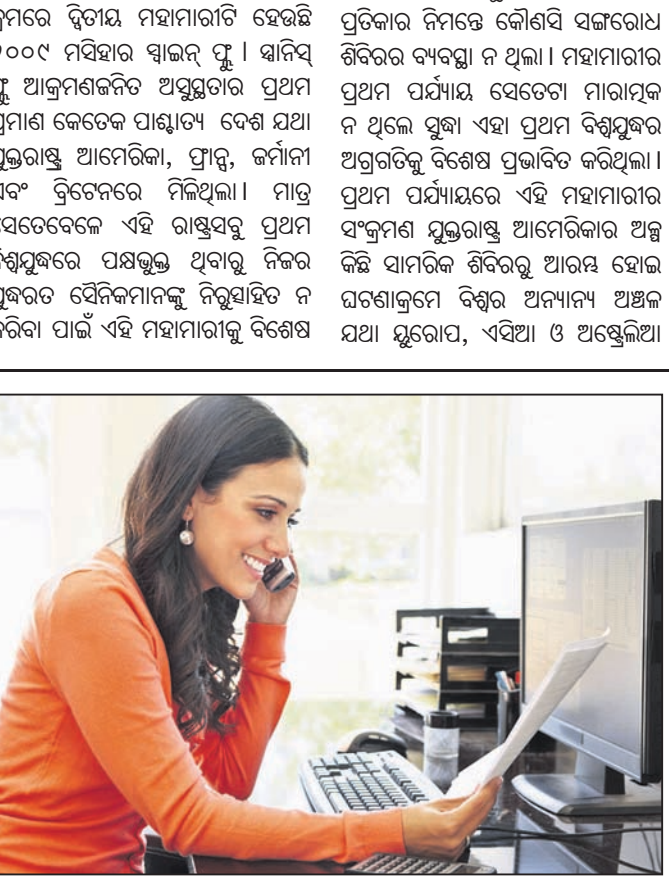 କ୍ରମରେ ଦ୍ୱିତୀୟ ମହାମାରୀଟି ହେଉଛି
୨୦୦୯ ମସିହାର ସ୍ୱାଇନ୍ ଫ୍ଲୁ | ସ୍ପାନିସ୍
ଫ୍ଲୁ ଆକ୍ରମଣଜନିତ ଅସୁସ୍ଥତାର ପ୍ରଥମ
ପ୍ରମାଣ କେତେକ ପାଶ୍ଚାତ୍ୟ ଦେଶ ଯଥା
ଯୁକ୍ତରାଷ୍ଟ୍ର ଆମେରିକା, ଫ୍ରାନ୍ସ, ଜର୍ମାନୀ
ଏବଂ ବ୍ରିଟେନରେ ମିଳିଥିଲା। ମାତ୍ର
ସେତେବେଳେ ଏହି ରାଷ୍ଟ୍ରସବୁ ପ୍ରଥମ
ବିଶ୍ୱଯୁଦ୍ଧରେ ପକ୍ଷଭୁକ୍ତ ଥିବାରୁ ନିଜର
ଯୁଦ୍ଧରତ ସୈନିକମାନଙ୍କୁ ନିରୁତ୍ସାହିତ ନ
କରିବା ପାଇଁ ଏହି ମହାମାରୀକୁ ବିଶେଷ
ପ୍ରତିକାର ନିମନ୍ତେ କୌଣସି ସଙ୍ଗରୋଧ
ଶିବିରର ବ୍ୟବସ୍ଥା ନ ଥିଲା। ମହାମାରୀର
ପ୍ରଥମ ପର୍ଯ୍ୟାୟ ସେତେଟା ମାରାତ୍ମକ
ନ ଥିଲେ ସୁଦ୍ଧା ଏହା ପ୍ରଥମ ବିଶ୍ୱଯୁଦ୍ଧର
ଅଗ୍ରଗତିକୁ ବିଶେଷ ପ୍ରଭାବିତ କରିଥିଲା।
ପ୍ରଥମ ପର୍ଯ୍ୟାୟରେ ଏହି ମହାମାରୀର
ସଂକ୍ରମଣ ଯୁକ୍ତରାଷ୍ଟ୍ର ଆମେରିକାର ଅଳ୍ପ
କିଛି ସାମରିକ ଶିବିରରୁ ଆରମ୍ଭ ହୋଇ
ଘଟଣାକ୍ରମେ ବିଶ୍ୱର ଅନ୍ୟାନ୍ୟ ଅଞ୍ଚଳ
ଯଥା ୟୁରୋପ, ଏସିଆ ଓ ଅଷ୍ଟ୍ରେଲିଆ